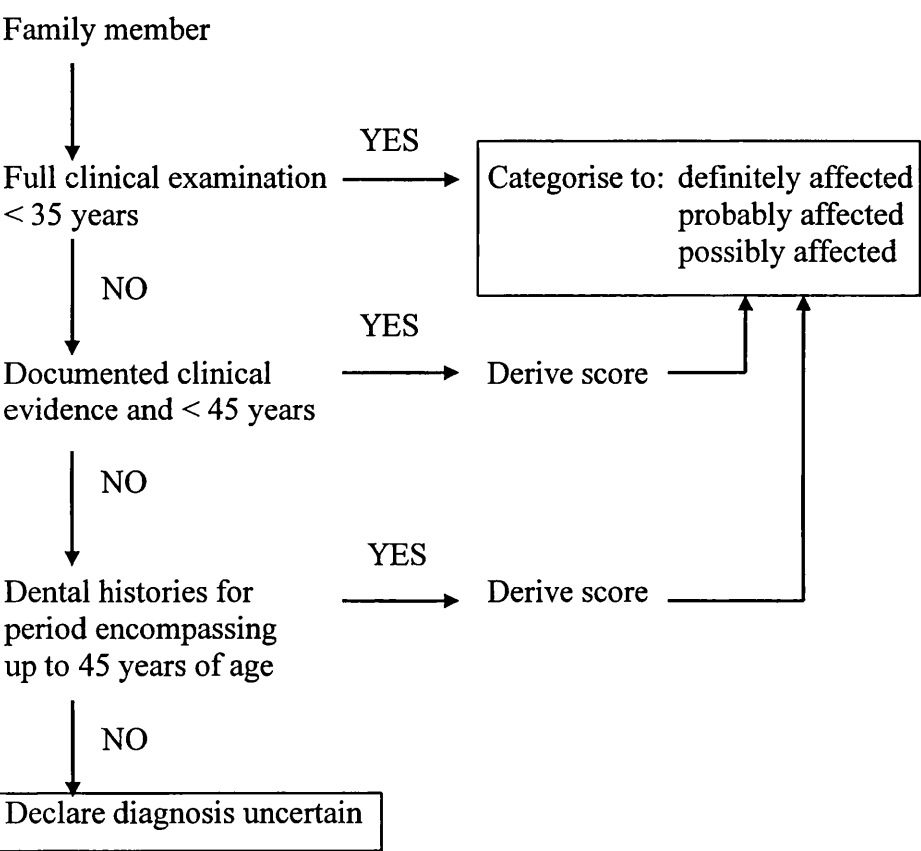 Family member
YES
Full clinical examination
< 35 years
Categorise to: definitely affected
probably affected
possibly affected
NO
YES
Documented clinical
evidence and < 45 years
Derive score
NO
YES
Dental histories for
period encompassing
up to 45 years of age
Derive score
NO
Declare diagnosis uncertain